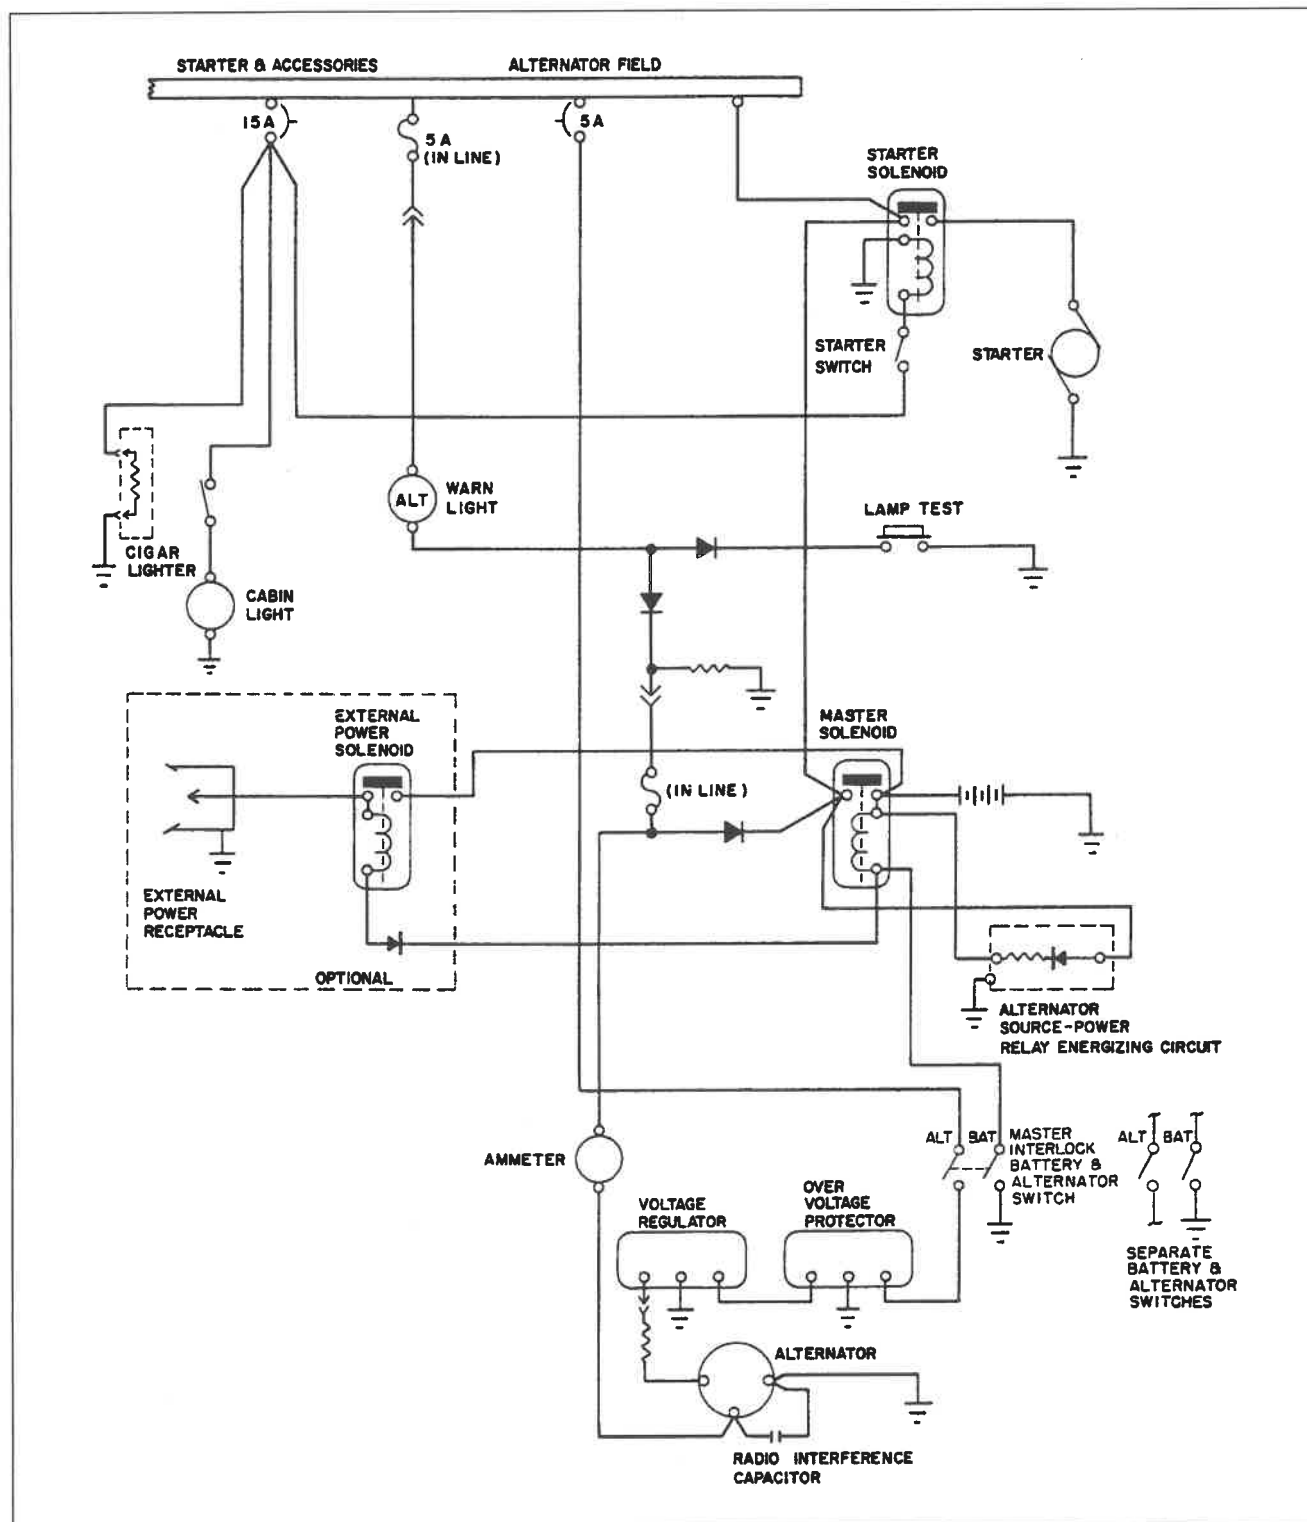 STARTER & ACCESSORIES
ALTERNATOR FIELD
15A
5A
(IN LINE)
5A
STARTER
SOLENOID
STARTER
SWITCH
STARTER
ALT
WARN
LIGHT
LAMP TEST
CIGAR
LIGHTER
CABIN
LIGHT
EXTERNAL
POWER
SOLENOID
MASTER
SOLENOID
(IN LINE)
EXTERNAL
POWER
RECEPTACLE
OPTIONAL
ALTERNATOR
SOURCE-POWER
RELAY ENERGIZING CIRCUIT
AMMETER
ALT
BAT
MASTER
INTERLOCK
BATTERY &
ALTERNATOR
SWITCH
ALT
BAT
SEPARATE
BATTERY &
ALTERNATOR
SWITCHES
VOLTAGE
REGULATOR
OVER
VOLTAGE
PROTECTOR
ALTERNATOR
RADIO INTERFERENCE
CAPACITOR